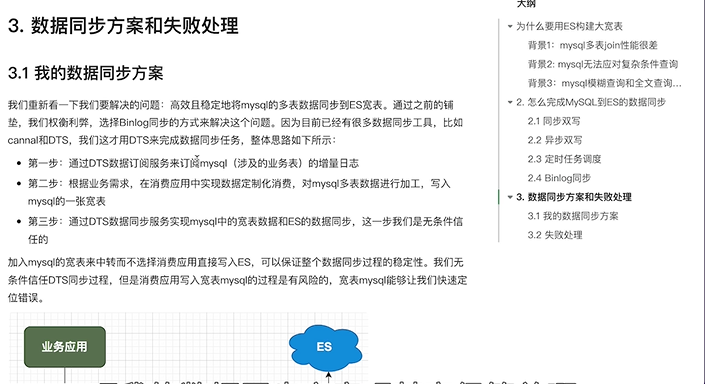 3. 数据同步方案和失败处理
3.1 我的数据同步方案
我们重新看一下我们要解决的问题：高效且稳定地将mysql的多表数据同步到ES宽表。通过之前的铺
垫，我们权衡利弊，选择Binlog同步的方式来解决这个问题。因为目前已经有很多数据同步工具，比如
cannal和DTS，我们这才用DTS来完成数据同步任务，整体思路如下所示：
第一步：通过DTS数据订阅服务来订阅mysql（涉及的业务表）的增量日志
第二步：根据业务需求，在消费应用中实现数据定制化消费，对mysql多表数据进行加工，写入
mysql的一张宽表
第三步：通过DTS数据同步服务实现mysql中的宽表数据和ES的数据同步，这一步我们是无条件信
任的
加入mysql的宽表来中转而不选择消费应用直接写入ES，可以保证整个数据同步过程的稳定性。我们无
条件信任DTS同步过程，但是消费应用写入宽表mysql的过程是有风险的，宽表mysql能够让我们快速定
位错误。
业务应用
ES
大纲
为什么要用ES构建大宽表
背景1：mysql多表join性能很差
背景2: mysql无法应对复杂条件查询
背景3：mysql模糊查询和全文查询...
2. 怎么完成MySQL到ES的数据同步
2.1 同步双写
2.2 异步双写
2.3 定时任务调度
2.4 Binlog同步
3. 数据同步方案和失败处理
3.1 我的数据同步方案
3.2 失败处理